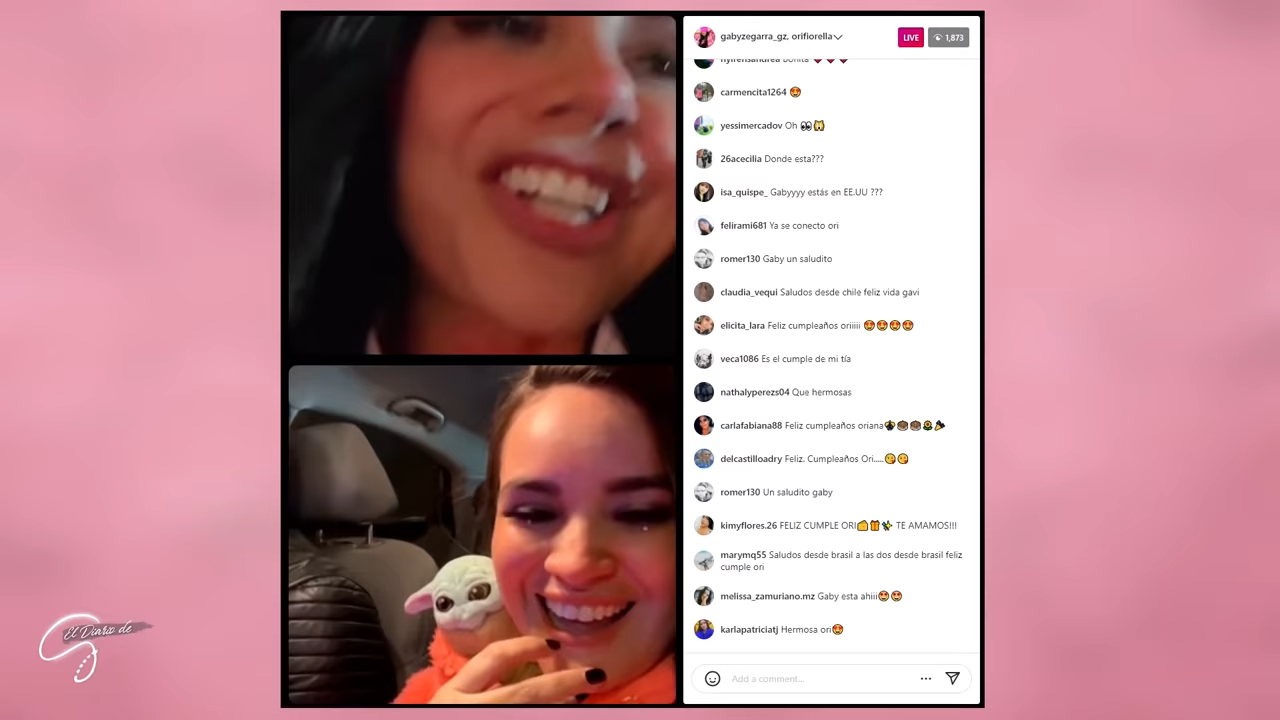 gabyzegarra_gz, orifiorella
LIVE
1,873
carmencita1264
yessimercadov Oh
26acecilia Donde esta???
isa_quispe_ Gabyyyy estás en EE.UU ???
felirami681 Ya se conecto ori
romer130 Gaby un saludito
claudia_vequi Saludos desde chile feliz vida gavi
elicita_lara Feliz cumpleaños oriiiii
veca1086 Es el cumple de mi tía
nathalyperezs04 Que hermosas
carlafabiana88 Feliz cumpleaños oriana
delcastilloadry Feliz. Cumpleaños Ori.....
romer130 Un saludito gaby
kimyflores.26 FELIZ CUMPLE ORI TE AMAMOS!!!
marymq55 Saludos desde brasil a las dos desde brasil feliz
cumple ori
melissa_zamuriano.mz Gaby esta ahiii
karlapatriciatj Hermosa ori
Add a comment...
El Diario de